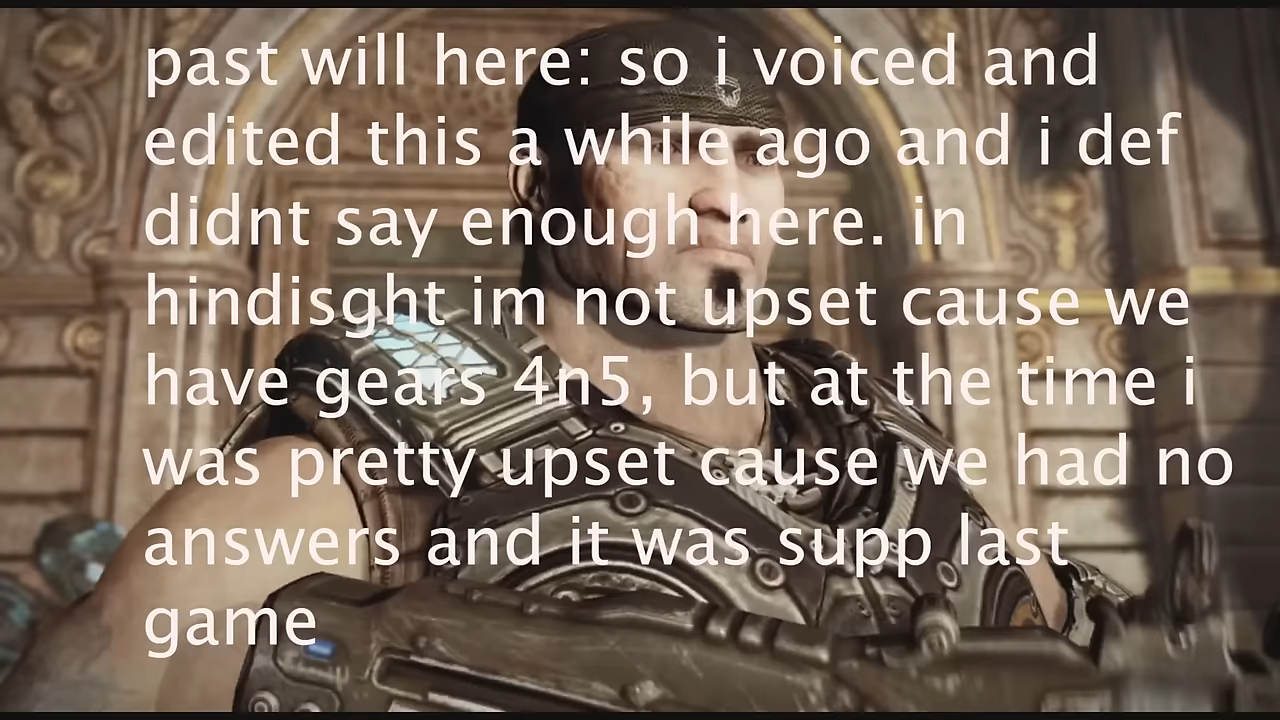 past will here: so i voiced and
edited this a while ago and i def
didnt say enough here. in
hindisght im not upset cause we
have gears 4n5, but at the time i
was pretty upset cause we had no
answers and it was supp last
game